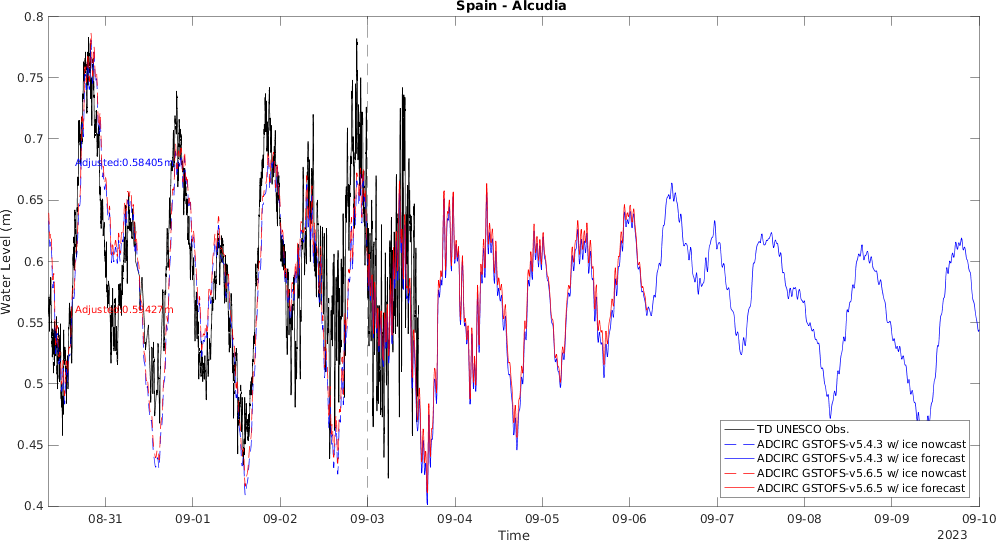 Spain - Alcudia
Water Level (m)
0.8
0.75
0.7
0.65
0.6
0.55
0.5
0.45
0.4
Adjusted:0.58405m
Adjusted:0.59427m
TD UNESCO Obs.
ADCIRC GSTOFS-v5.4.3 w/ ice nowcast
ADCIRC GSTOFS-v5.4.3 w/ ice forecast
ADCIRC GSTOFS-v5.6.5 w/ ice nowcast
ADCIRC GSTOFS-v5.6.5 w/ ice forecast
08-31 09-01 09-02 09-03 09-04 09-05 09-06 09-07 09-08 09-09 09-10
Time
2023